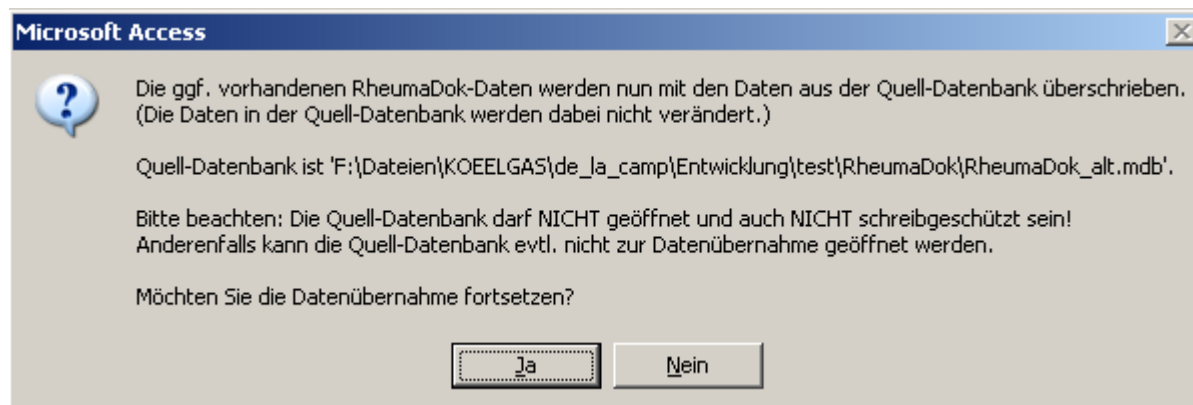 Microsoft Access
Die ggf. vorhandenen RheumaDok-Daten werden nun mit den Daten aus der Quell-Datenbank überschrieben.
(Die Daten in der Quell-Datenbank werden dabei nicht verändert.)
Quell-Datenbank ist 'F:\Dateien\KOEELGAS\de_la_camp\Entwicklung\test\RheumaDok\RheumaDok_alt.mdb'.
Bitte beachten: Die Quell-Datenbank darf NICHT geöffnet und auch NICHT schreibgeschützt sein!
Anderenfalls kann die Quell-Datenbank evtl. nicht zur Datenübernahme geöffnet werden.
Möchten Sie die Datenübernahme fortsetzen?
Ja
Nein